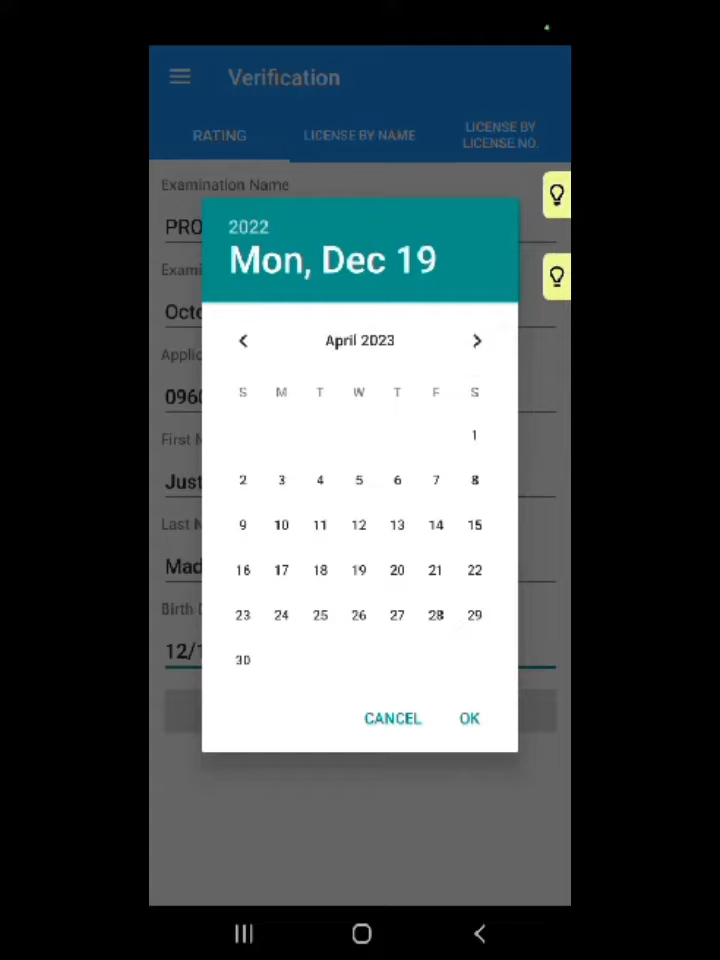 Verification
RATING LICENSE BY NAME LICENSE BY
LICENSE NO.
Examination Name
PRO
Exami
Octo
Applic
096
First N
Just
Last N
Mad
Birth D
12/1
2022
Mon, Dec 19
April 2023
S M T W T F S
1
2 3 4 5 6 7 8
9 10 11 12 13 14 15
16 17 18 19 20 21 22
23 24 25 26 27 28 29
30
CANCEL OK